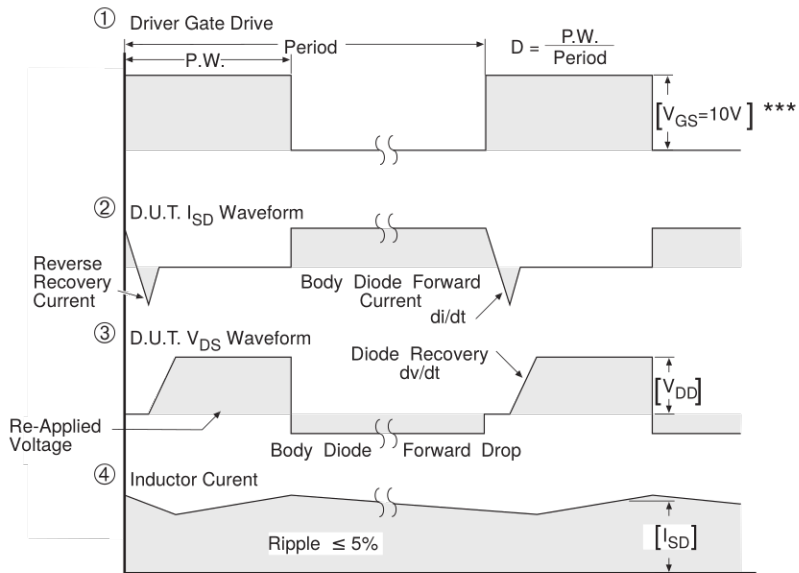 ① Driver Gate Drive
Period
P.W.
D = P.W. / Period
[VGS=10V] ***
② D.U.T. ISD Waveform
Reverse
Recovery
Current
Body Diode Forward
Current
di/dt
③ D.U.T. VDS Waveform
Diode Recovery
dv/dt
[VDD]
Re-Applied
Voltage
Body Diode Forward Drop
④ Inductor Curent
Ripple ≤ 5%
[ISD]